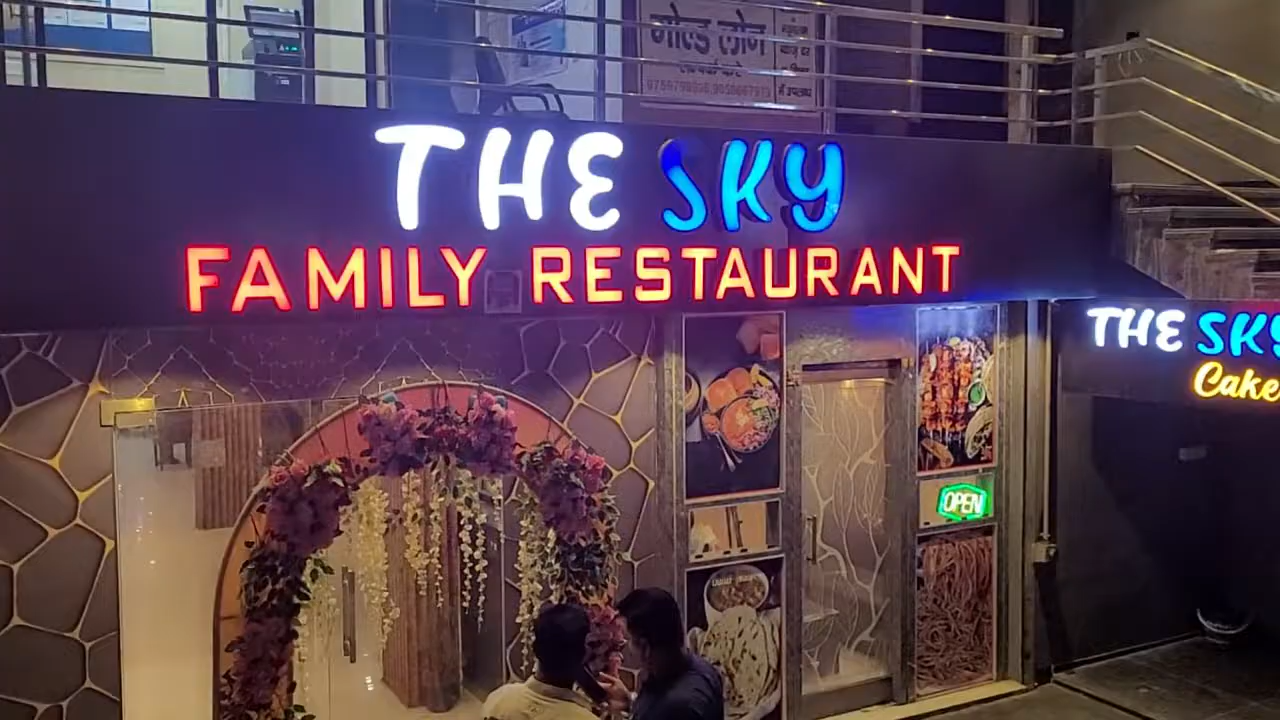 गोल्ड लोन
THE SKY
FAMILY RESTAURANT
THE SKY
Cake
OPEN